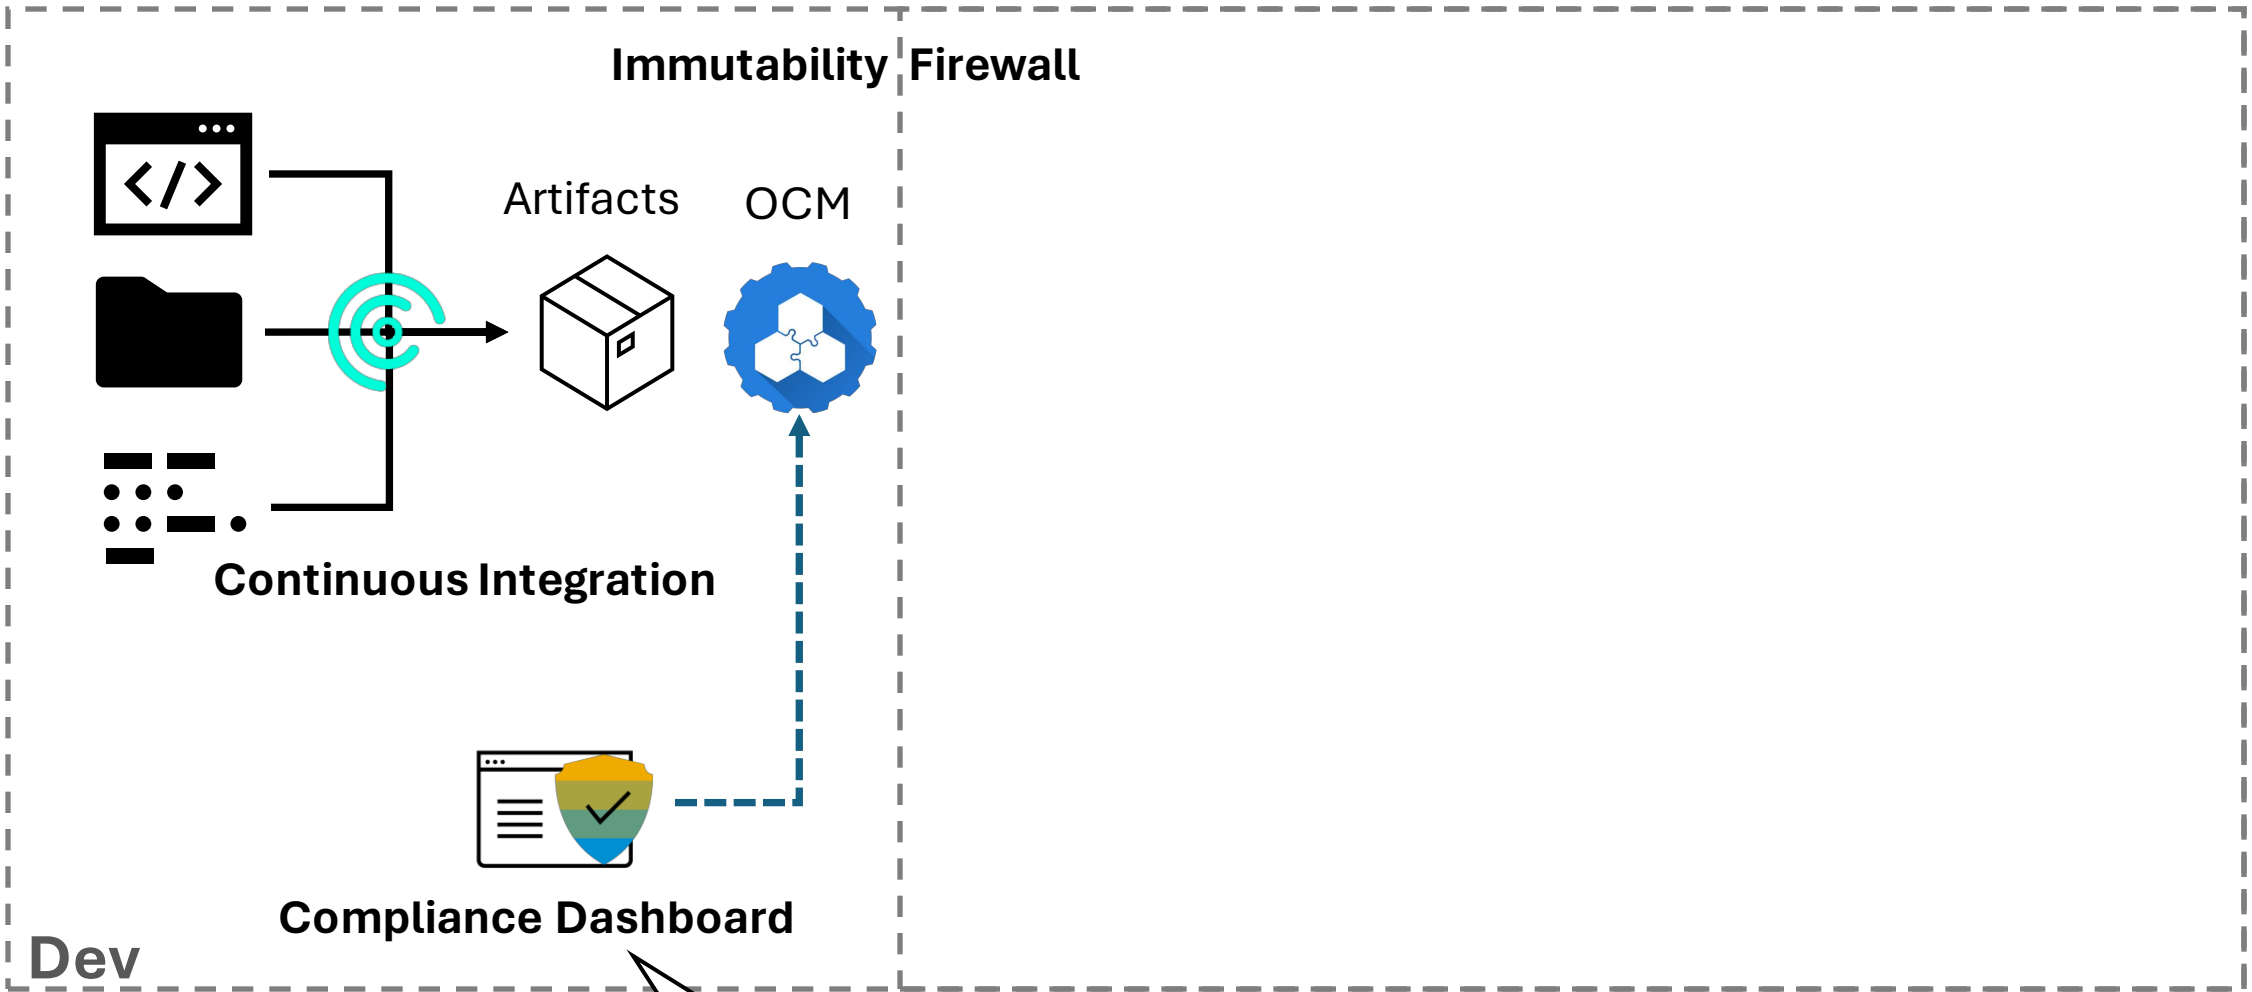 Immutability Firewall
</>
Artifacts
OCM
Continuous Integration
Compliance Dashboard
Dev